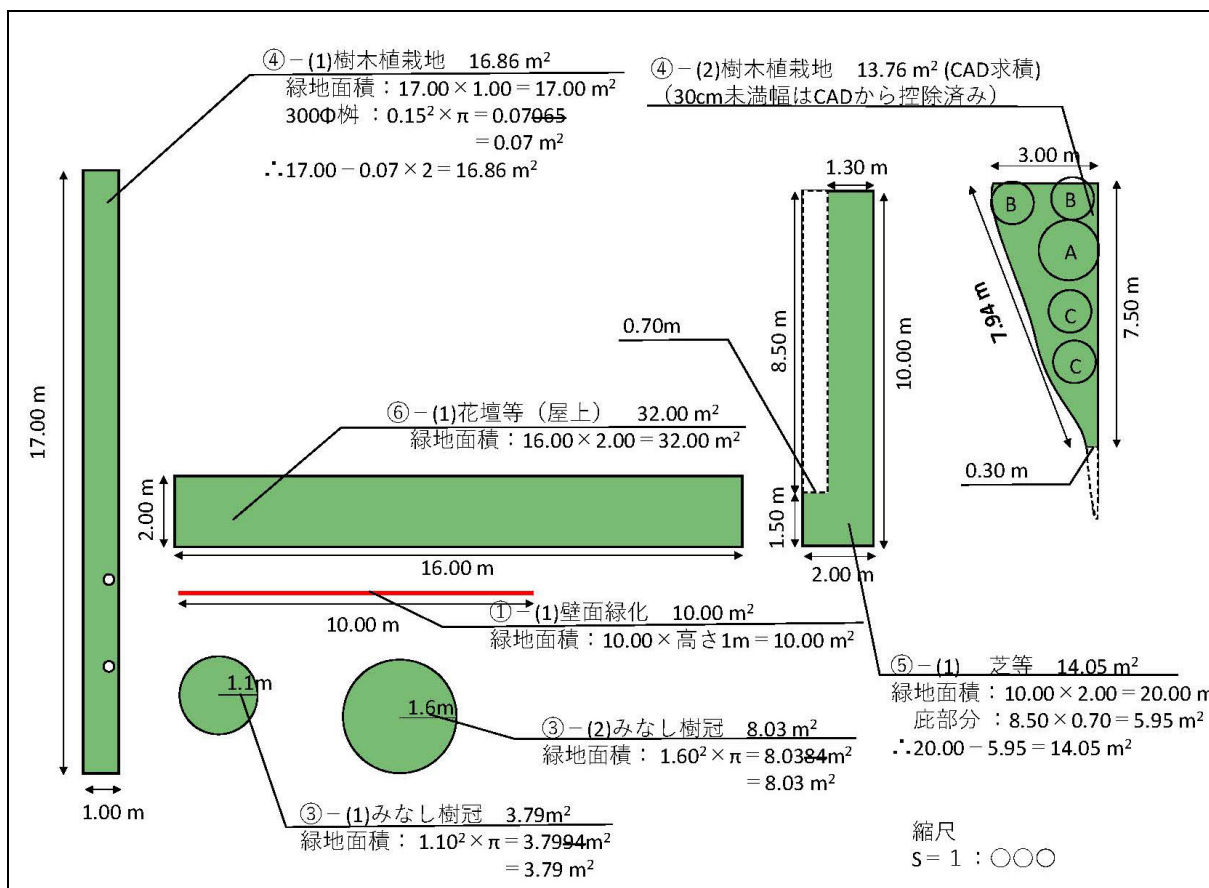 ④−(1)樹木植栽地 16.86 m²
緑地面積：17.00 × 1.00 = 17.00 m²
300Φ桝 ：0.15² × π = 0.07065
= 0.07 m²
∴17.00 − 0.07 × 2 = 16.86 m²
④−(2)樹木植栽地 13.76 m² (CAD求積)
（30cm未満幅はCADから控除済み）
17.00 m
1.00 m
1.30 m
8.50 m
10.00 m
0.70m
1.50 m
2.00 m
3.00 m
B
B
A
C
C
7.94 m
7.50 m
0.30 m
⑥−(1)花壇等（屋上） 32.00 m²
緑地面積：16.00 × 2.00 = 32.00 m²
2.00 m
16.00 m
①−(1)壁面緑化 10.00 m²
緑地面積：10.00 × 高さ1m = 10.00 m²
10.00 m
⑤−(1) 芝等 14.05 m²
緑地面積：10.00 × 2.00 = 20.00 m
庇部分 ：8.50 × 0.70 = 5.95 m²
∴20.00 − 5.95 = 14.05 m²
1.1m
1.6m
③−(2)みなし樹冠 8.03 m²
緑地面積： 1.60² × π = 8.0384m²
= 8.03 m²
③−(1)みなし樹冠 3.79m²
緑地面積： 1.10² × π = 3.7994m²
= 3.79 m²
縮尺
S = 1 ：○○○